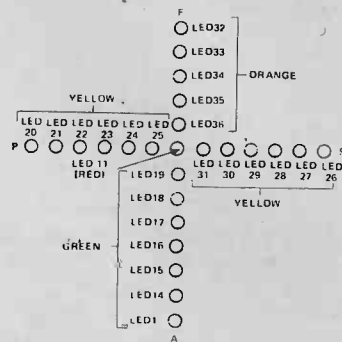 F
LED32
LED33
LED34
ORANGE
LED35
LED36
YELLOW
LED LED LED LED LED LED
20 21 22 23 24 25
P
S
LED 11
(RED)
LED LED LED LED LED LED
31 30 29 28 27 26
YELLOW
LED19
LED18
LED17
GREEN
LED16
LED15
LED14
LED1
A